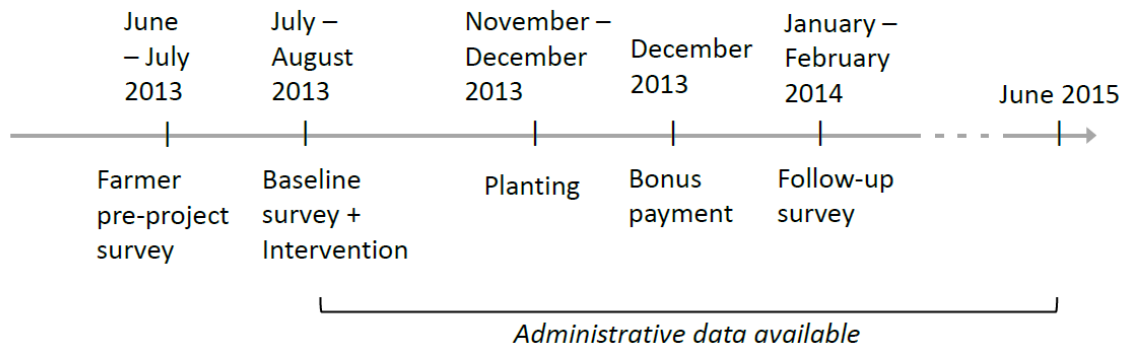 June
– July
2013
July –
August
2013
November –
December
2013
December
2013
January –
February
2014
June 2015
Farmer
pre-project
survey
Baseline
survey +
Intervention
Planting
Bonus
payment
Follow-up
survey
Administrative data available